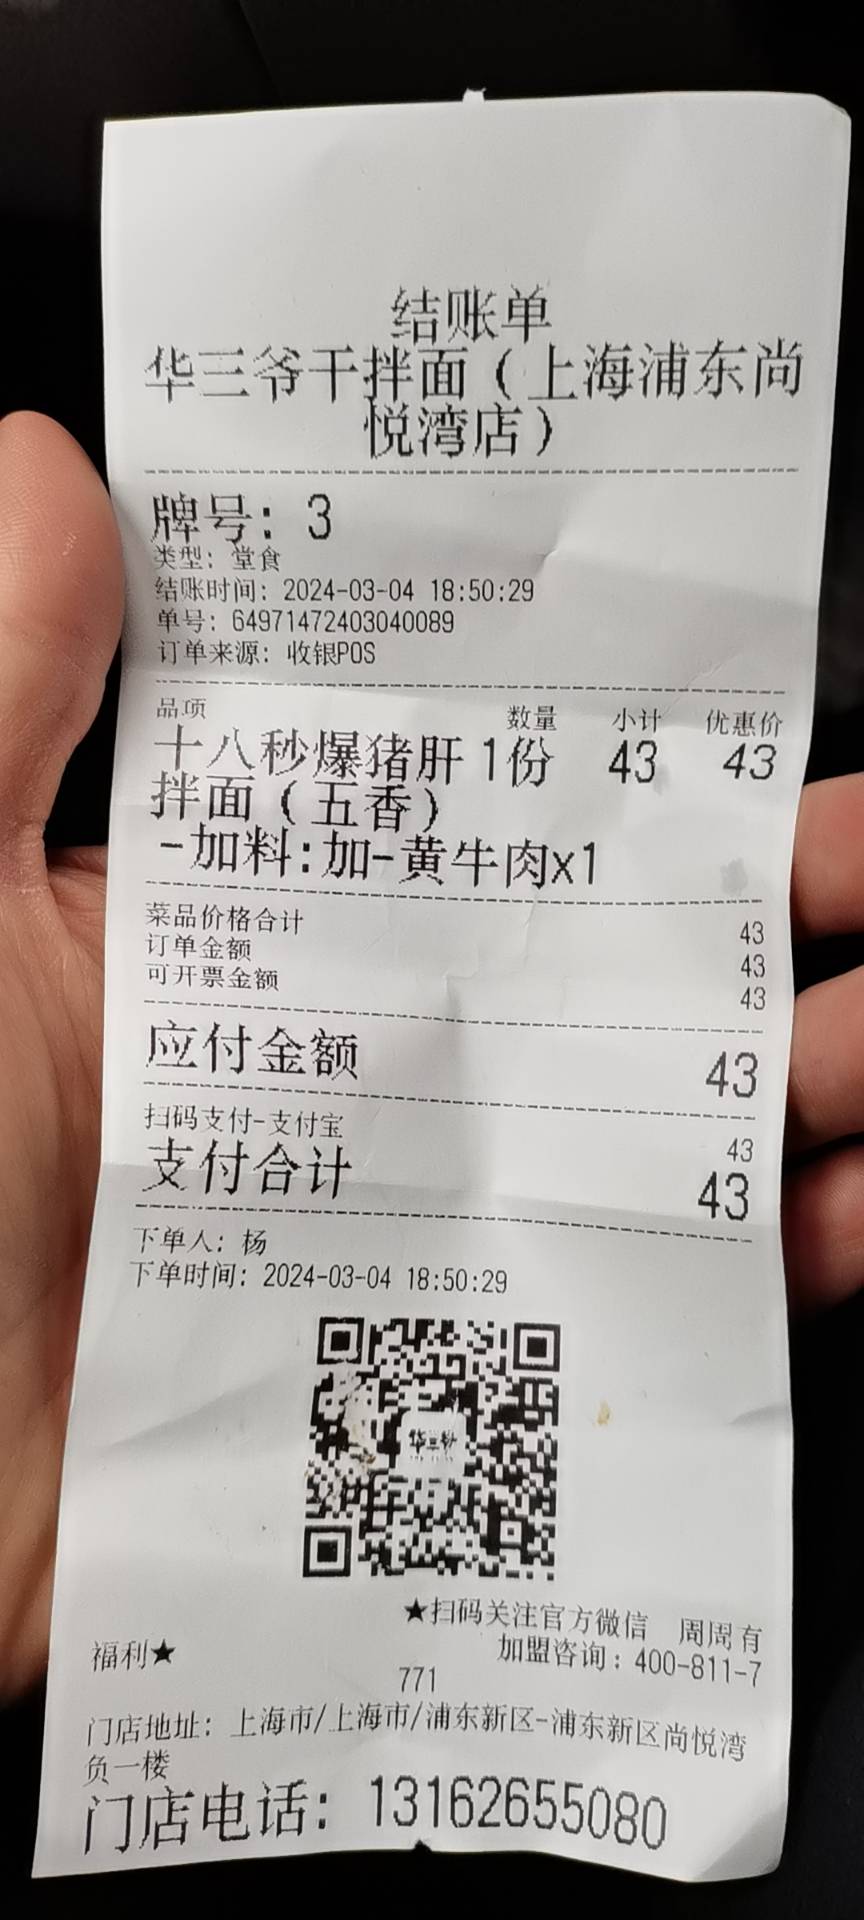 结账单
华三爷干拌面（上海浦东尚
悦湾店）
牌号：3
类型：堂食
结账时间：2024-03-04 18:50:29
单号：64971472403040089
订单来源：收银POS
品项 数量 小计 优惠价
十八秒爆猪肝 1份 43 43
拌面（五香）
-加料:加-黄牛肉x1
菜品价格合计 43
订单金额 43
可开票金额 43
应付金额 43
扫码支付-支付宝 43
支付合计 43
下单人：杨
下单时间：2024-03-04 18:50:29
★扫码关注官方微信 周周有
福利★ 加盟咨询：400-811-7
771
门店地址：上海市/上海市/浦东新区-浦东新区尚悦湾
负一楼
门店电话：13162655080